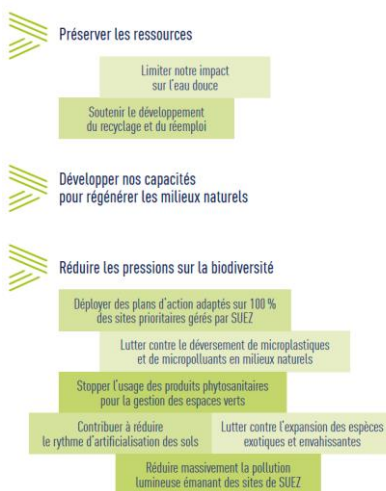 Préserver les ressources
Limiter notre impact
sur l'eau douce
Soutenir le développement
du recyclage et du réemploi
Développer nos capacités
pour régénérer les milieux naturels
Réduire les pressions sur la biodiversité
Déployer des plans d'action adaptés sur 100 %
des sites prioritaires gérés par SUEZ
Lutter contre le déversement de microplastiques
et de micropolluants en milieux naturels
Stopper l'usage des produits phytosanitaires
pour la gestion des espaces verts
Contribuer à réduire
le rythme d'artificialisation des sols
Lutter contre l'expansion des espèces
exotiques et envahissantes
Réduire massivement la pollution
lumineuse émanant des sites de SUEZ